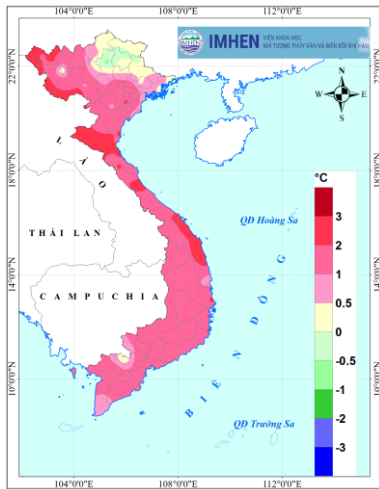 104°0'0"E 108°0'0"E 112°0'0"E
IMHEN
VIỆN KHOA HỌC
KHÍ TƯỢNG THỦY VĂN VÀ BIẾN ĐỔI KHÍ HẬU
22°0'0"N
N
W E
S
LÀO
18°0'0"N
°C
3
2
1
0.5
0
-0.5
-1
-2
-3
QĐ Hoàng Sa
THÁI LAN
14°0'0"N
CAMPUCHIA
BIỂN ĐÔNG
10°0'0"N
QĐ Trường Sa
104°0'0"E 108°0'0"E 112°0'0"E